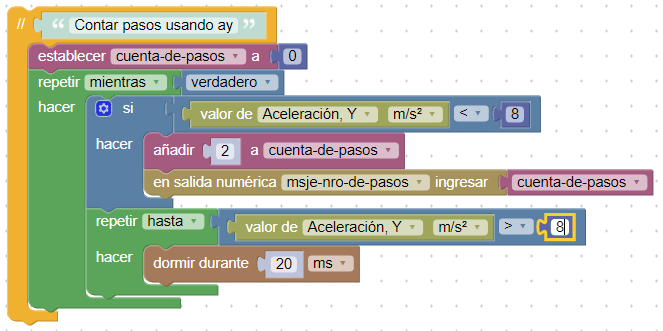 // “ Contar pasos usando ay ”
establecer cuenta-de-pasos a 0
repetir mientras verdadero
hacer si valor de Aceleración, Y m/s² < 8
hacer añadir 2 a cuenta-de-pasos
en salida numérica msje-nro-de-pasos ingresar cuenta-de-pasos
repetir hasta valor de Aceleración, Y m/s² > 8
hacer dormir durante 20 ms